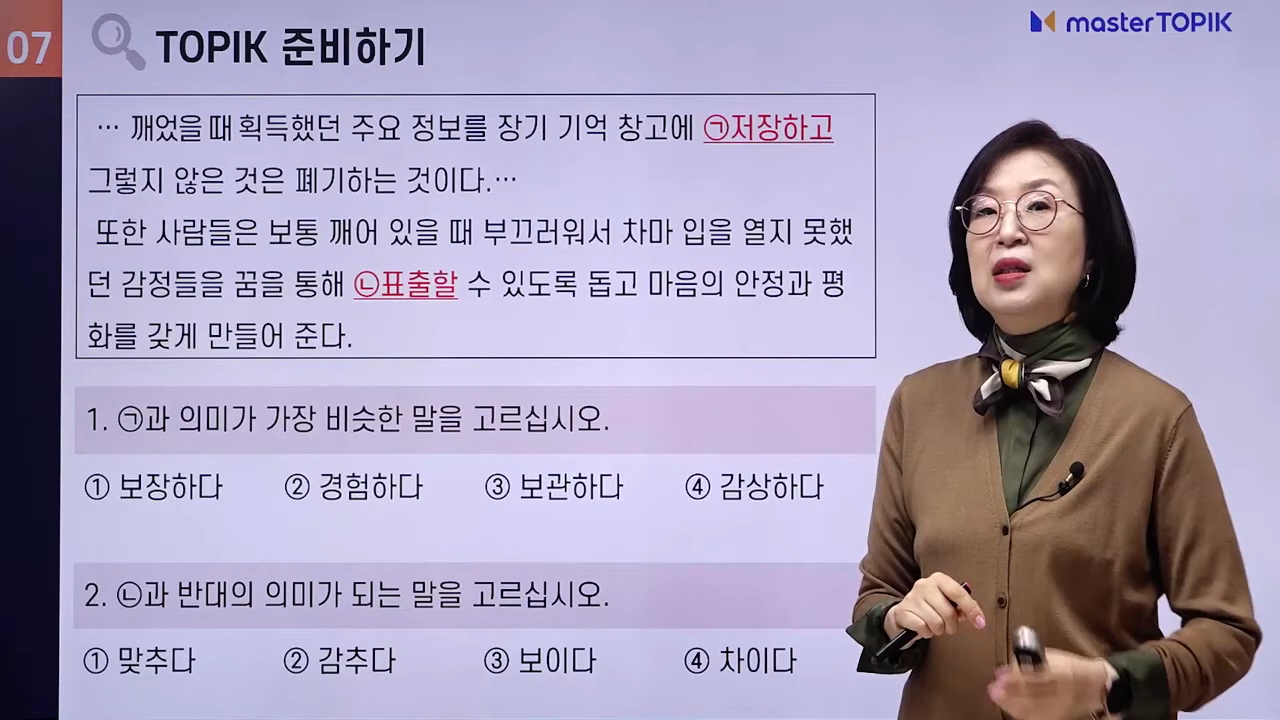 07
TOPIK 준비하기
masterTOPIK
… 깨었을 때 획득했던 주요 정보를 장기 기억 창고에 ㉠저장하고
그렇지 않은 것은 폐기하는 것이다.…
또한 사람들은 보통 깨어 있을 때 부끄러워서 차마 입을 열지 못했
던 감정들을 꿈을 통해 ㉡표출할 수 있도록 돕고 마음의 안정과 평
화를 갖게 만들어 준다.
1. ㉠과 의미가 가장 비슷한 말을 고르십시오.
① 보장하다 ② 경험하다 ③ 보관하다 ④ 감상하다
2. ㉡과 반대의 의미가 되는 말을 고르십시오.
① 맞추다 ② 감추다 ③ 보이다 ④ 차이다